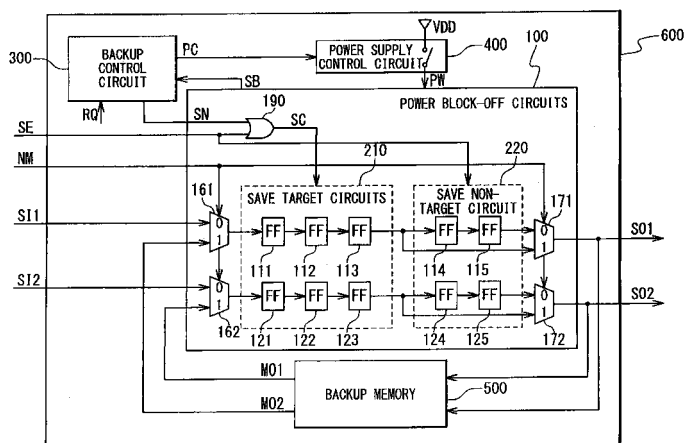 300
BACKUP
CONTROL
CIRCUIT
PC
POWER SUPPLY
CONTROL CIRCUIT
VDD
400
100
600
SB
PW
RQ
190
POWER BLOCK-OFF CIRCUITS
SN
SC
SE
NM
210
220
161
SAVE TARGET CIRCUITS
SAVE NON-
TARGET CIRCUIT
171
SI1
0
1
FF
FF
FF
FF
FF
0
1
SO1
111
112
113
114
115
SI2
0
1
FF
FF
FF
FF
FF
0
1
SO2
162
121
122
123
124
125
172
MO1
MO2
BACKUP MEMORY
500